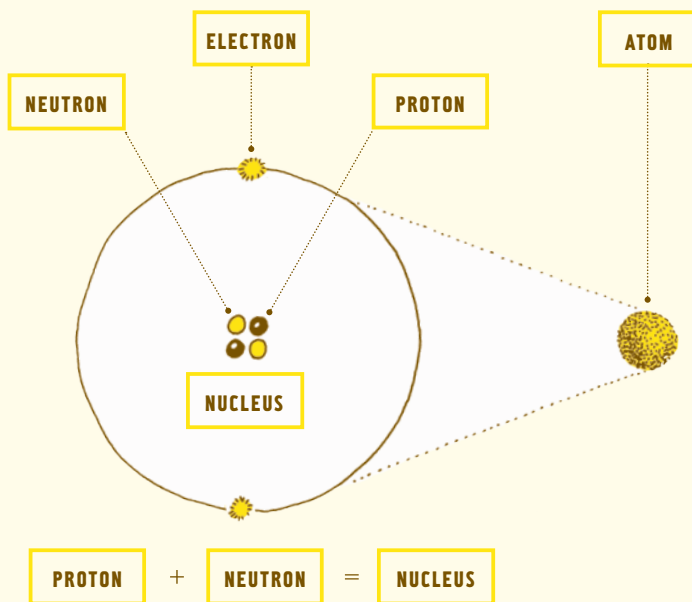 ELECTRON
ATOM
NEUTRON
PROTON
NUCLEUS
PROTON + NEUTRON = NUCLEUS